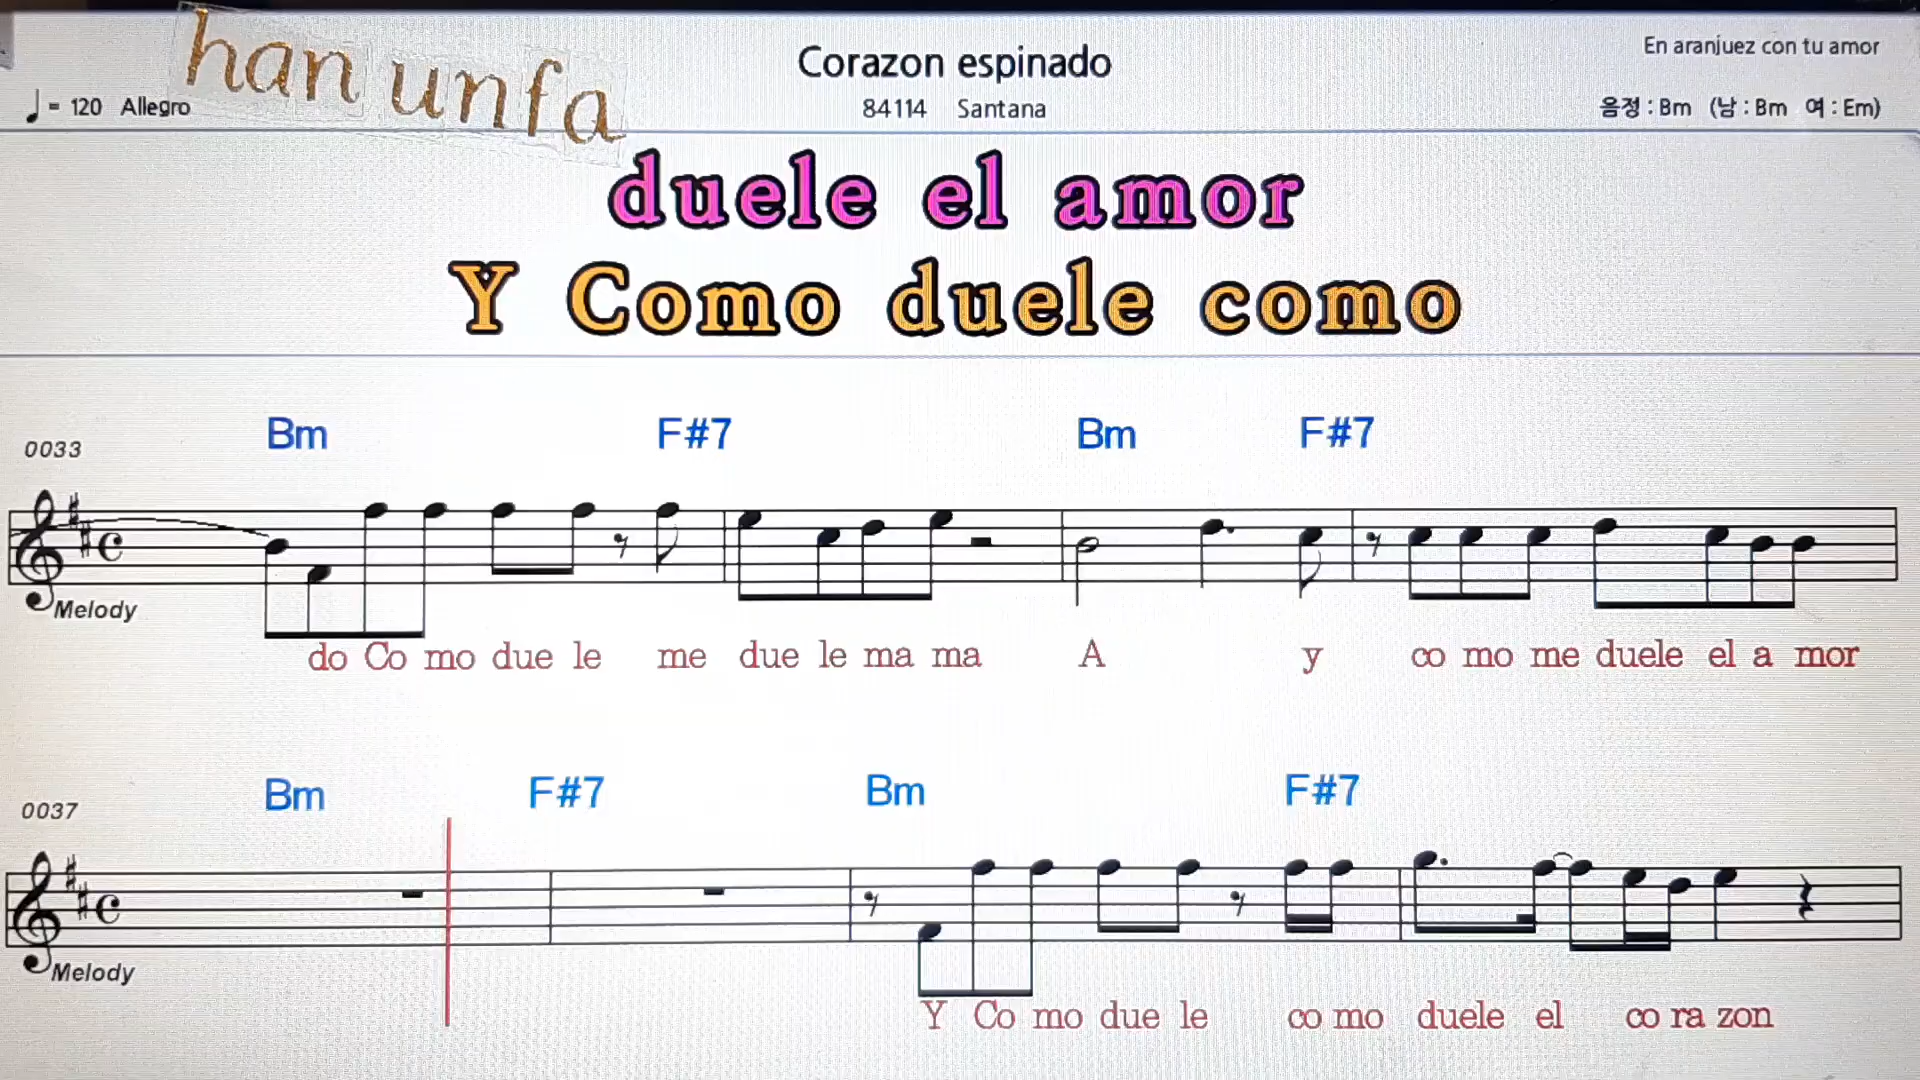 han unfa
Corazon espinado
En aranjuez con tu amor
♩ = 120 Allegro
84114 Santana
음정 : Bm (남 : Bm 여 : Em)
duele el amor
Y Como duele como
Bm F#7 Bm F#7
0033
Melody
do Co mo due le me due le ma ma A y co mo me duele el a mor
Bm F#7 Bm F#7
0037
Melody
Y Co mo due le co mo duele el co ra zon